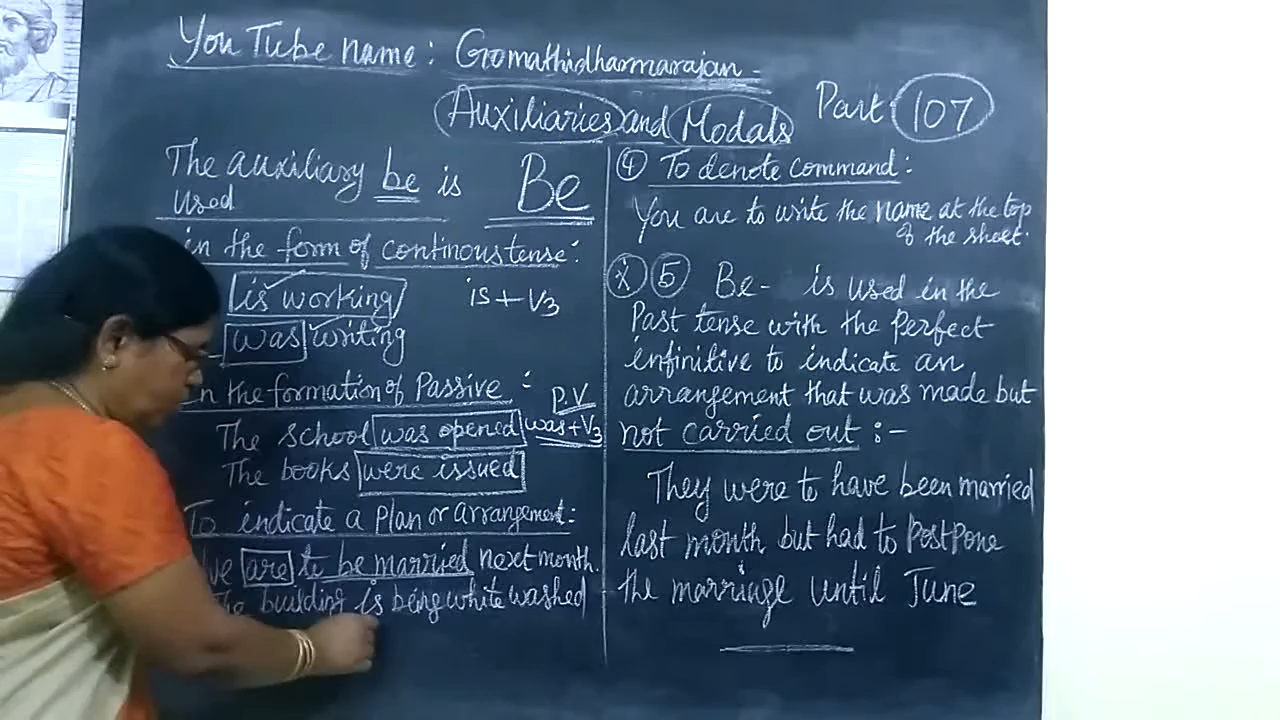 YouTube name: Gomathidharmarajan
Auxiliaries and Modals Part 107
The auxiliary be is Be
used
in the form of continous tense:
is working is + V3
was writing
In the formation of Passive :
P.V
The school was opened was + V3
The books were issued
To indicate a plan or arrangement:
are to be married next month.
The building is being white washed
④ To denote command:
You are to write the name at the top
of the sheet.
5 Be - is used in the
Past tense with the perfect
infinitive to indicate an
arrangement that was made but
not carried out :-
They were to have been married
last month but had to Postpone
the marriage until June